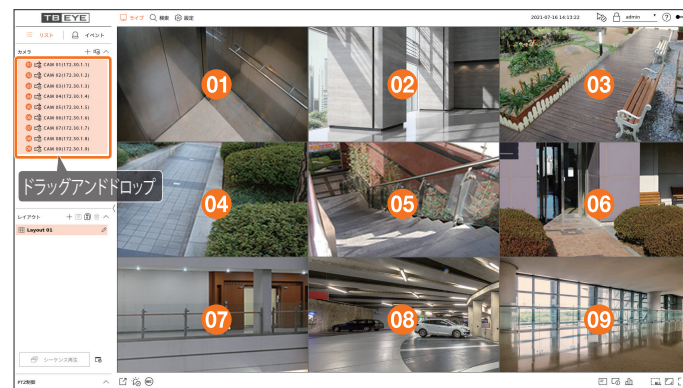 TB EYE
ライブ 検索 設定
2021-07-16 14:13:22 admin
リスト イベント
カメラ
CAM 01(172.30.1.1)
CAM 02(172.30.1.2)
CAM 03(172.30.1.3)
CAM 04(172.30.1.4)
CAM 05(172.30.1.5)
CAM 06(172.30.1.6)
CAM 07(172.30.1.7)
CAM 08(172.30.1.8)
CAM 09(172.30.1.9)
ドラッグアンドドロップ
レイアウト
Layout 01
シーケンス再生
PTZ制御
01 02 03
04 05 06
07 08 09